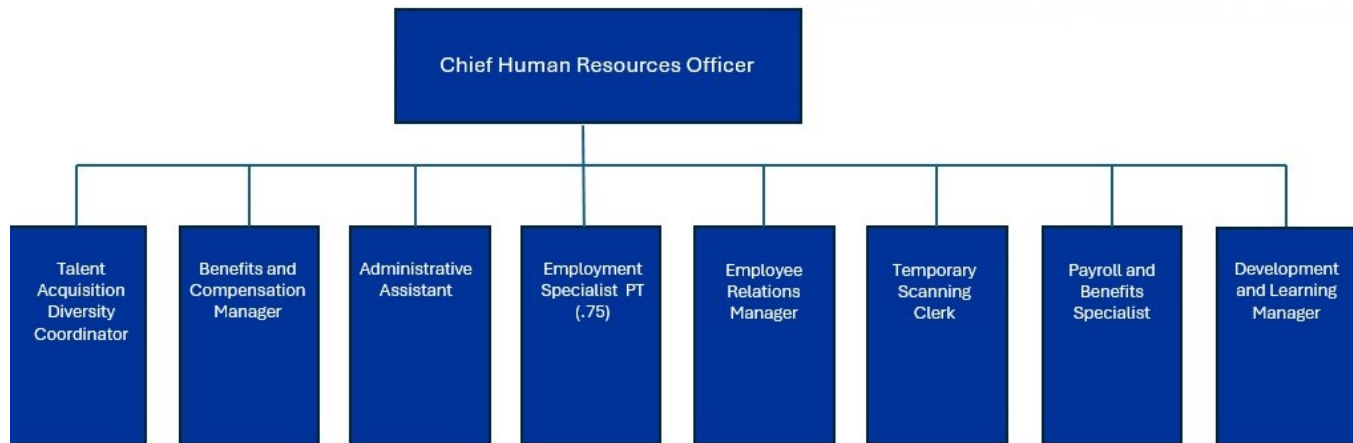 Chief Human Resources Officer
Talent
Acquisition
Diversity
Coordinator
Benefits and
Compensation
Manager
Administrative
Assistant
Employment
Specialist PT
(.75)
Employee
Relations
Manager
Temporary
Scanning
Clerk
Payroll and
Benefits
Specialist
Development
and Learning
Manager